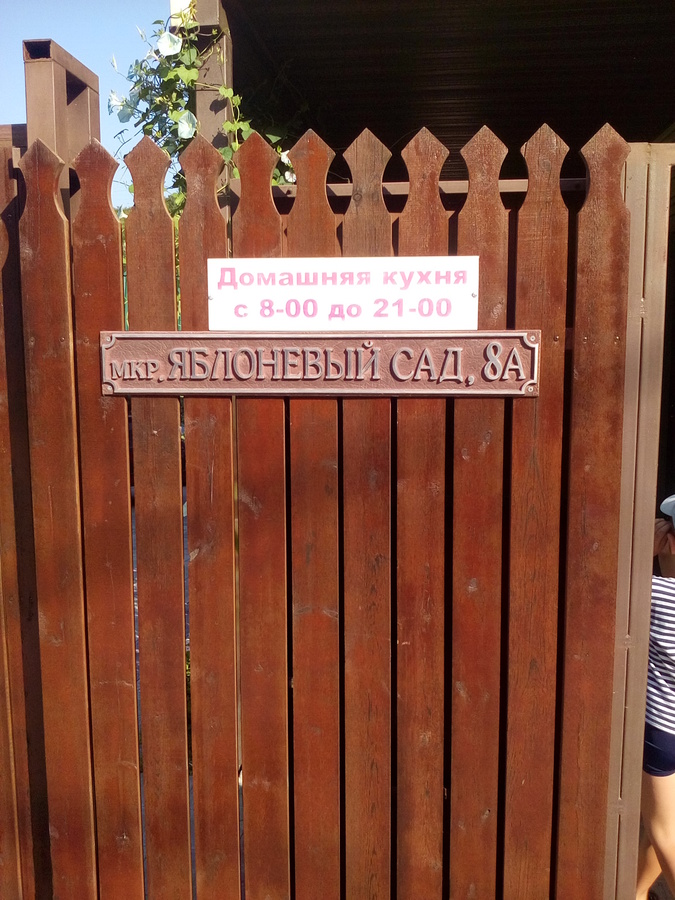 Домашняя кухня
с 8-00 до 21-00
МКР. ЯБЛОНЕВЫЙ САД, 8А